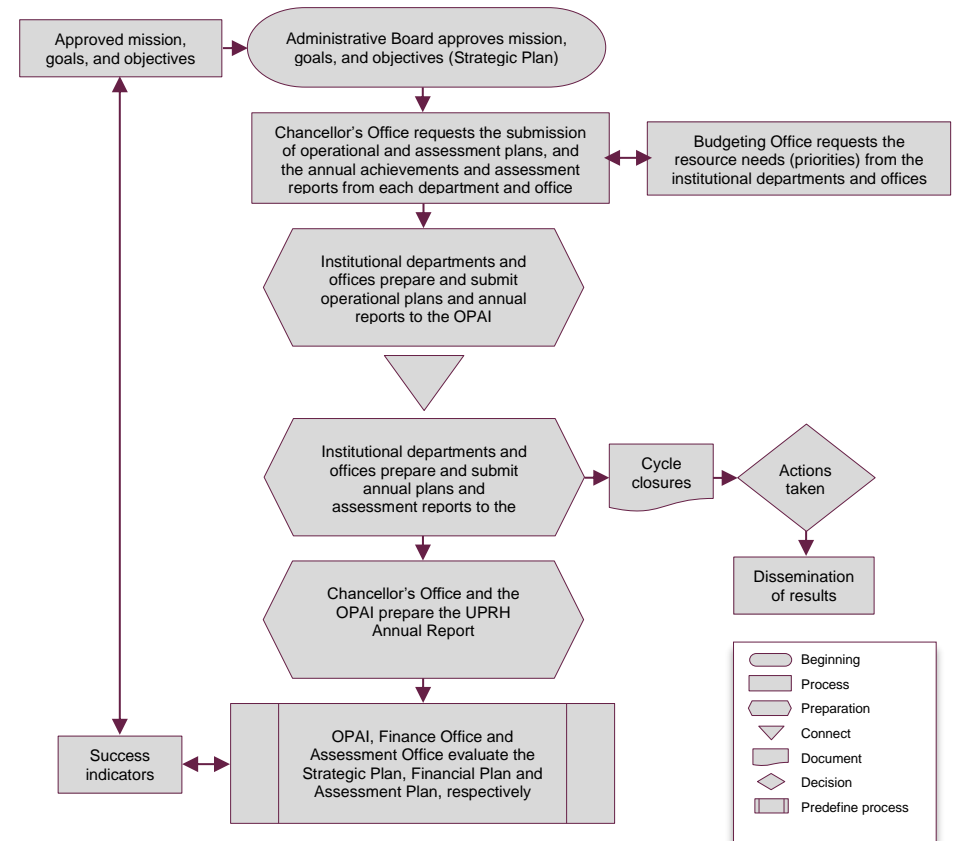 Approved mission,
goals, and objectives
Administrative Board approves mission,
goals, and objectives (Strategic Plan)
Chancellor's Office requests the submission
of operational and assessment plans, and
the annual achievements and assessment
reports from each department and office
Budgeting Office requests the
resource needs (priorities) from the
institutional departments and offices
Institutional departments and
offices prepare and submit
operational plans and annual
reports to the OPAI
Institutional departments and
offices prepare and submit
annual plans and
assessment reports to the
Cycle
closures
Actions
taken
Dissemination
of results
Chancellor's Office and the
OPAI prepare the UPRH
Annual Report
OPAI, Finance Office and
Assessment Office evaluate the
Strategic Plan, Financial Plan and
Assessment Plan, respectively
Success
indicators
Beginning
Process
Preparation
Connect
Document
Decision
Predefine process